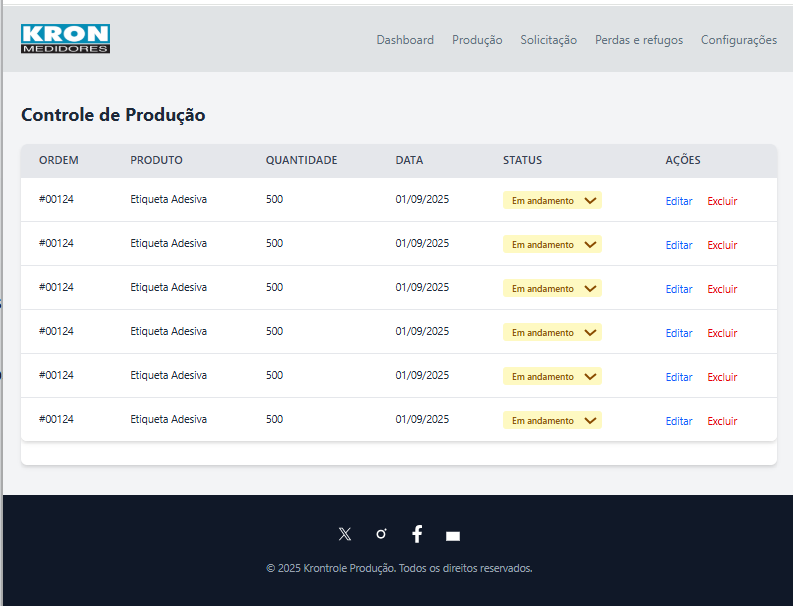 KRON
MEDIDORES
Dashboard Produção Solicitação Perdas e refugos Configurações
Controle de Produção
ORDEM PRODUTO QUANTIDADE DATA STATUS AÇÕES
#00124 Etiqueta Adesiva 500 01/09/2025 Em andamento Editar Excluir
#00124 Etiqueta Adesiva 500 01/09/2025 Em andamento Editar Excluir
#00124 Etiqueta Adesiva 500 01/09/2025 Em andamento Editar Excluir
#00124 Etiqueta Adesiva 500 01/09/2025 Em andamento Editar Excluir
#00124 Etiqueta Adesiva 500 01/09/2025 Em andamento Editar Excluir
#00124 Etiqueta Adesiva 500 01/09/2025 Em andamento Editar Excluir
© 2025 Krontrole Produção. Todos os direitos reservados.